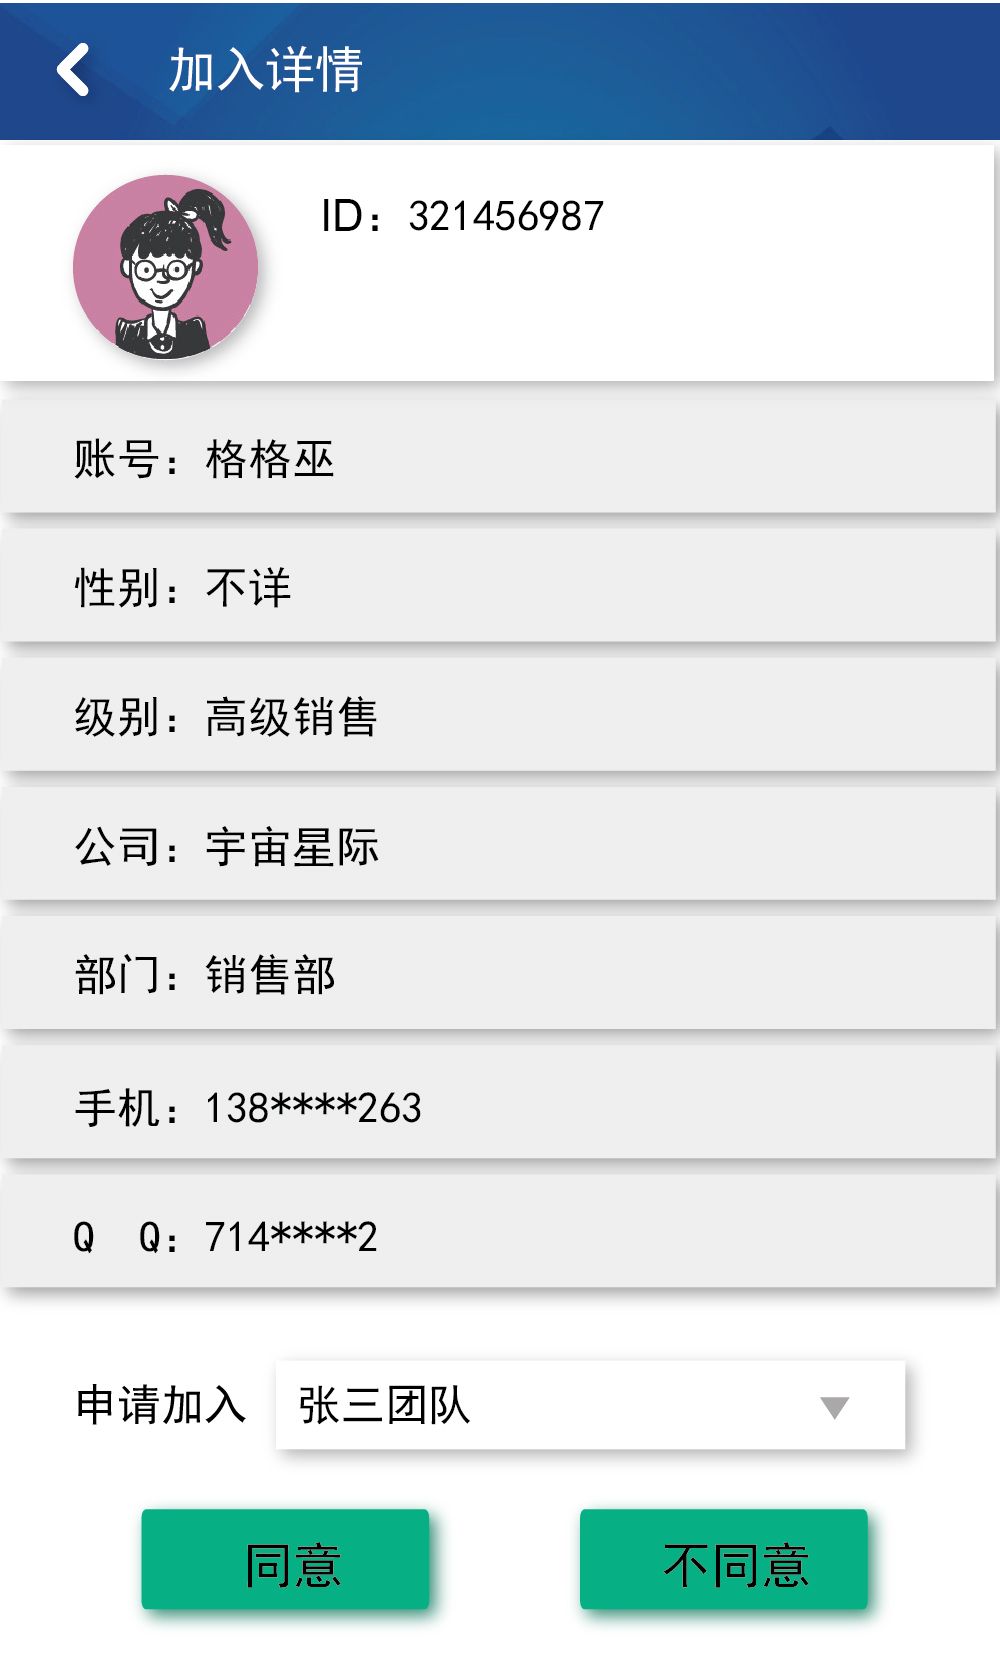 加入详情
ID：321456987
账号：格格巫
性别：不详
级别：高级销售
公司：宇宙星际
部门：销售部
手机：138****263
Q Q：714****2
申请加入 张三团队
同意 不同意